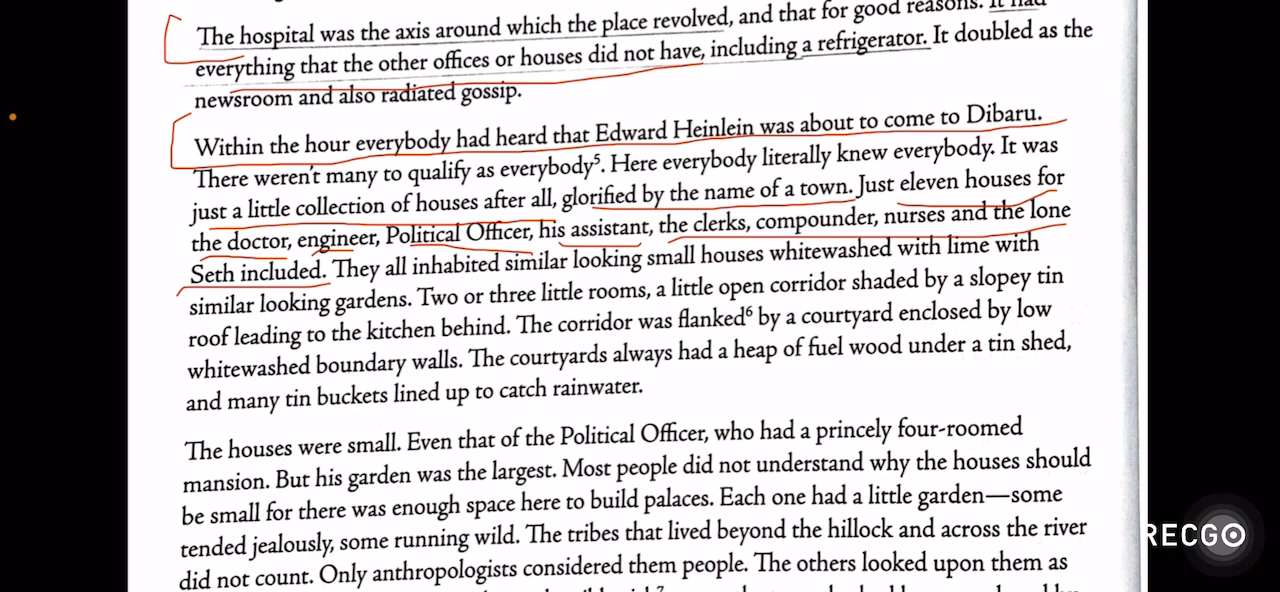 The hospital was the axis around which the place revolved, and that for good reasons. It had
everything that the other offices or houses did not have, including a refrigerator. It doubled as the
newsroom and also radiated gossip.
Within the hour everybody had heard that Edward Heinlein was about to come to Dibaru.
There weren't many to qualify as everybody⁵. Here everybody literally knew everybody. It was
just a little collection of houses after all, glorified by the name of a town. Just eleven houses for
the doctor, engineer, Political Officer, his assistant, the clerks, compounder, nurses and the lone
Seth included. They all inhabited similar looking small houses whitewashed with lime with
similar looking gardens. Two or three little rooms, a little open corridor shaded by a slopey tin
roof leading to the kitchen behind. The corridor was flanked⁶ by a courtyard enclosed by low
whitewashed boundary walls. The courtyards always had a heap of fuel wood under a tin shed,
and many tin buckets lined up to catch rainwater.
The houses were small. Even that of the Political Officer, who had a princely four-roomed
mansion. But his garden was the largest. Most people did not understand why the houses should
be small for there was enough space here to build palaces. Each one had a little garden—some
tended jealously, some running wild. The tribes that lived beyond the hillock and across the river
did not count. Only anthropologists considered them people. The others looked upon them as
RECGO